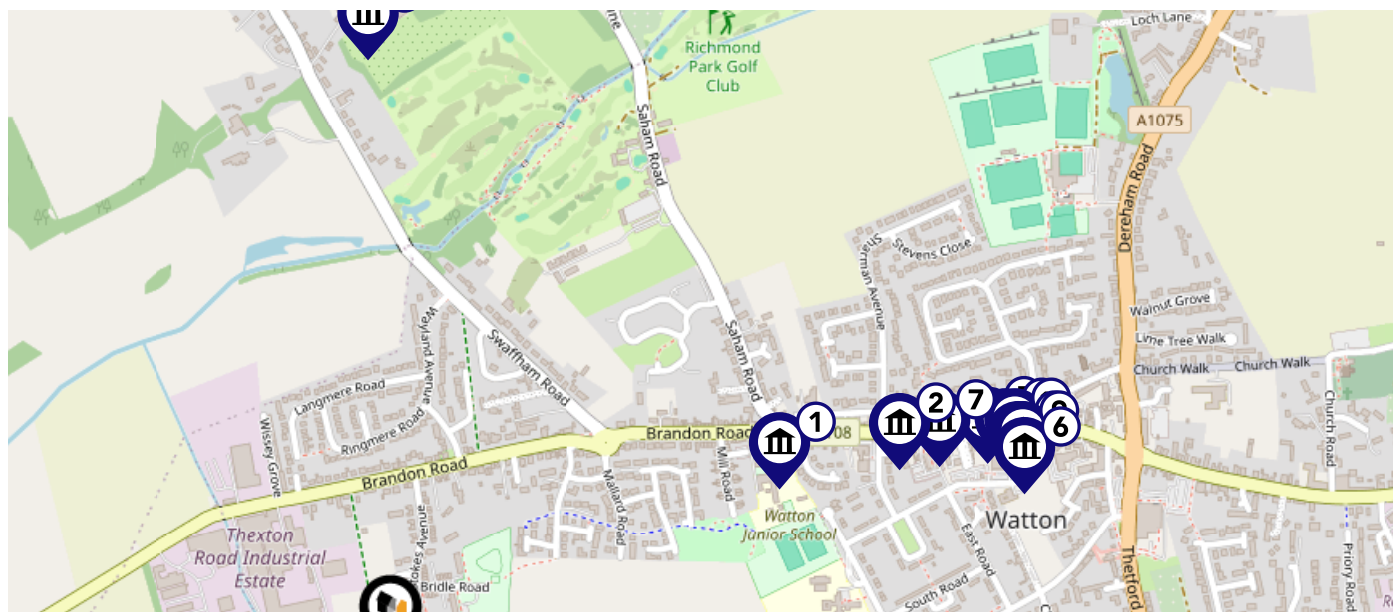 Loch Lane
Richmond
Park Golf
Club
A1075
Saham Road
Dereham Road
Stevens Close
Walnut Grove
Wayland Avenue
Swaffham Road
Saham Road
Lime Tree Walk
Church Walk
Church Walk
Langmere Road
Ringmere Road
Church Road
Wissey Grove
1
2
7
6
Brandon Road
Brandon Road
Mill Road
Mallard Road
Watton
Junior School
Watton
East Road
South Road
Thetford
Priory Road
Thexton
Road Industrial
Estate
Bridle Road